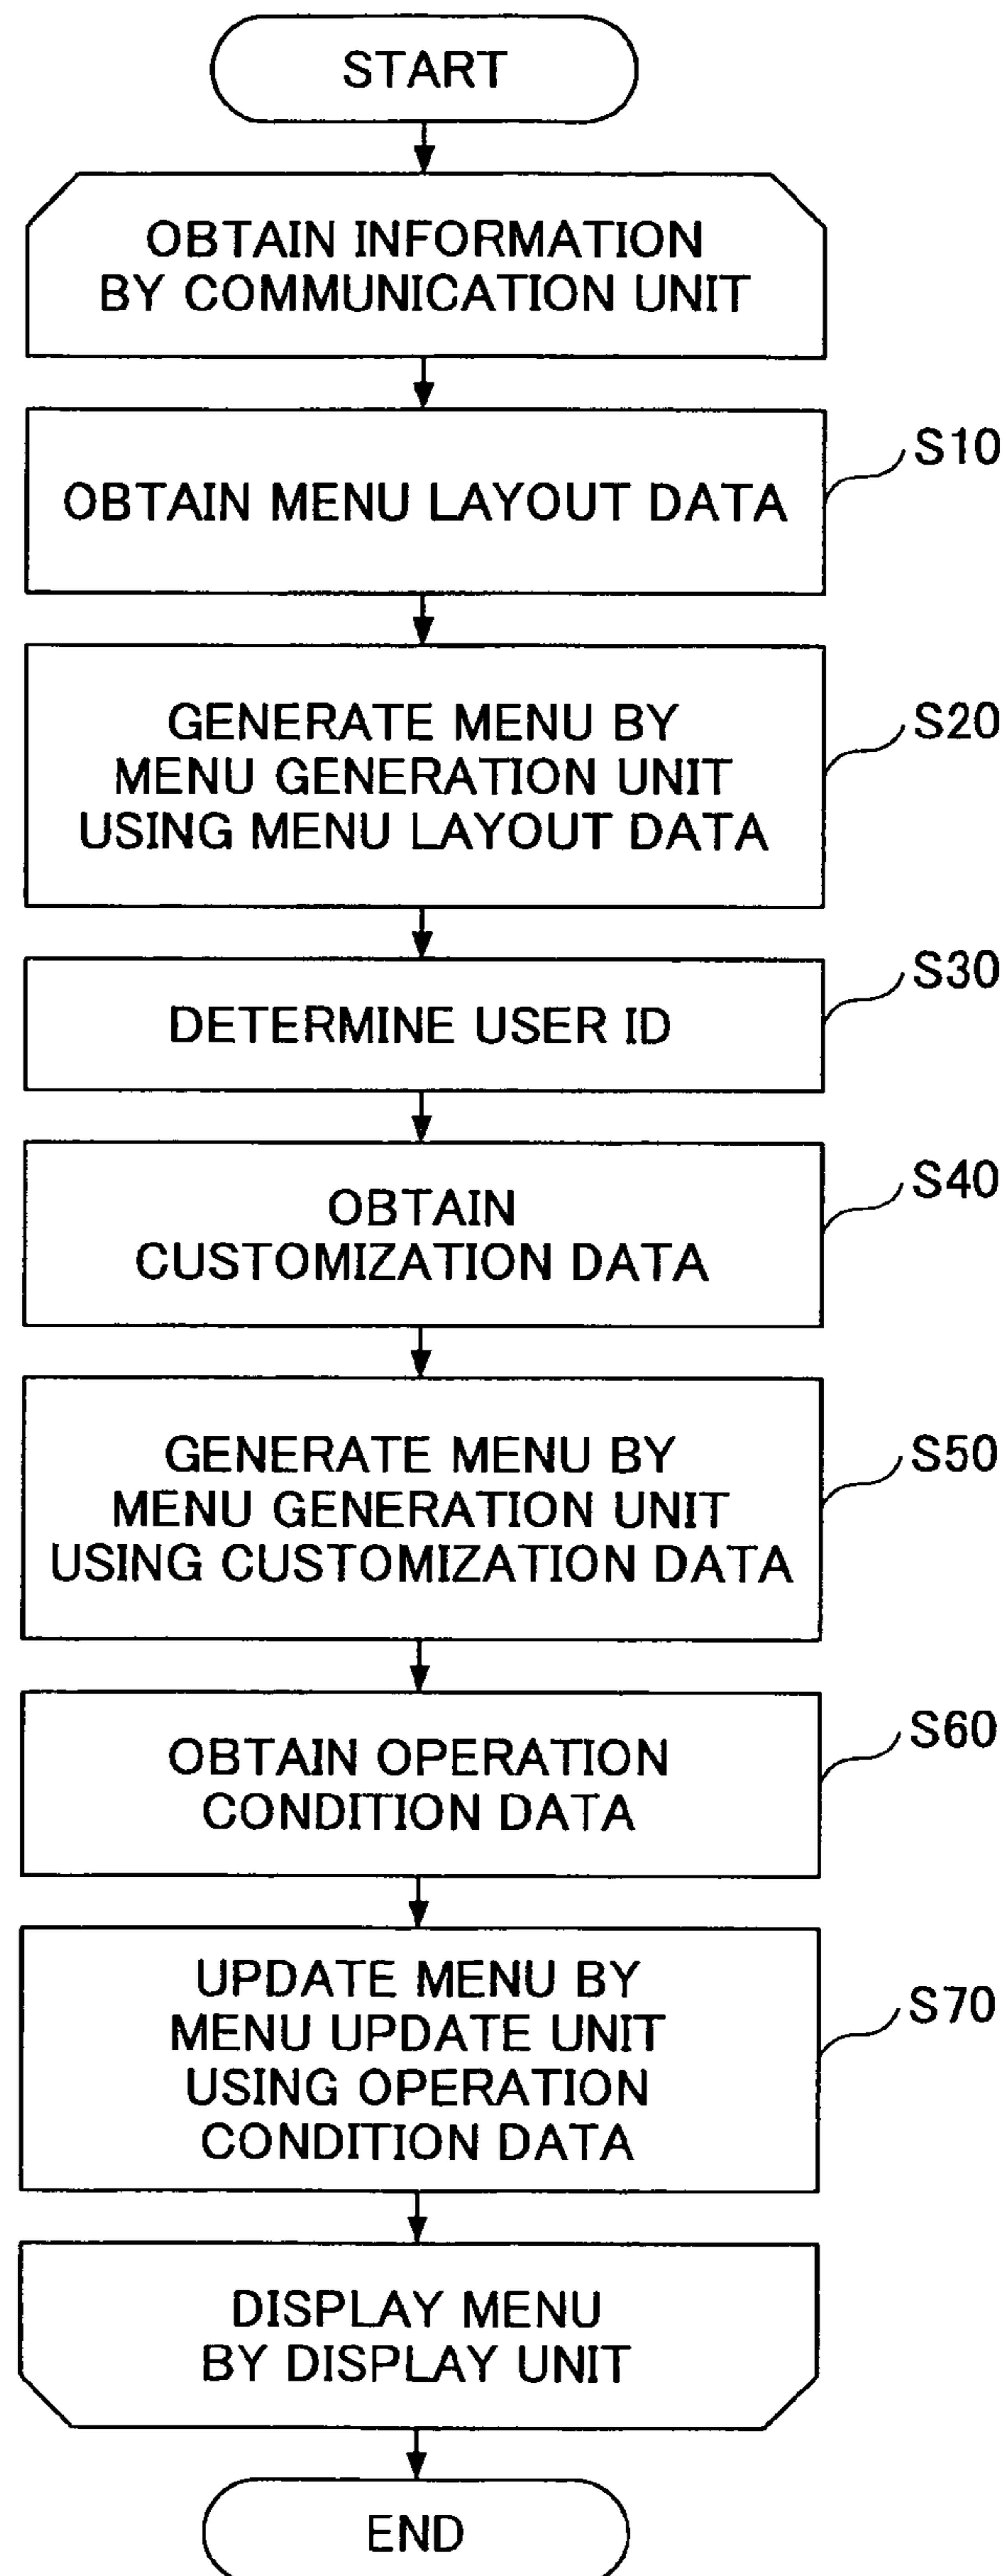 START
OBTAIN INFORMATION
BY COMMUNICATION UNIT
S10
OBTAIN MENU LAYOUT DATA
S20
GENERATE MENU BY
MENU GENERATION UNIT
USING MENU LAYOUT DATA
S30
DETERMINE USER ID
S40
OBTAIN
CUSTOMIZATION DATA
S50
GENERATE MENU BY
MENU GENERATION UNIT
USING CUSTOMIZATION DATA
S60
OBTAIN OPERATION
CONDITION DATA
S70
UPDATE MENU BY
MENU UPDATE UNIT
USING OPERATION
CONDITION DATA
DISPLAY MENU
BY DISPLAY UNIT
END